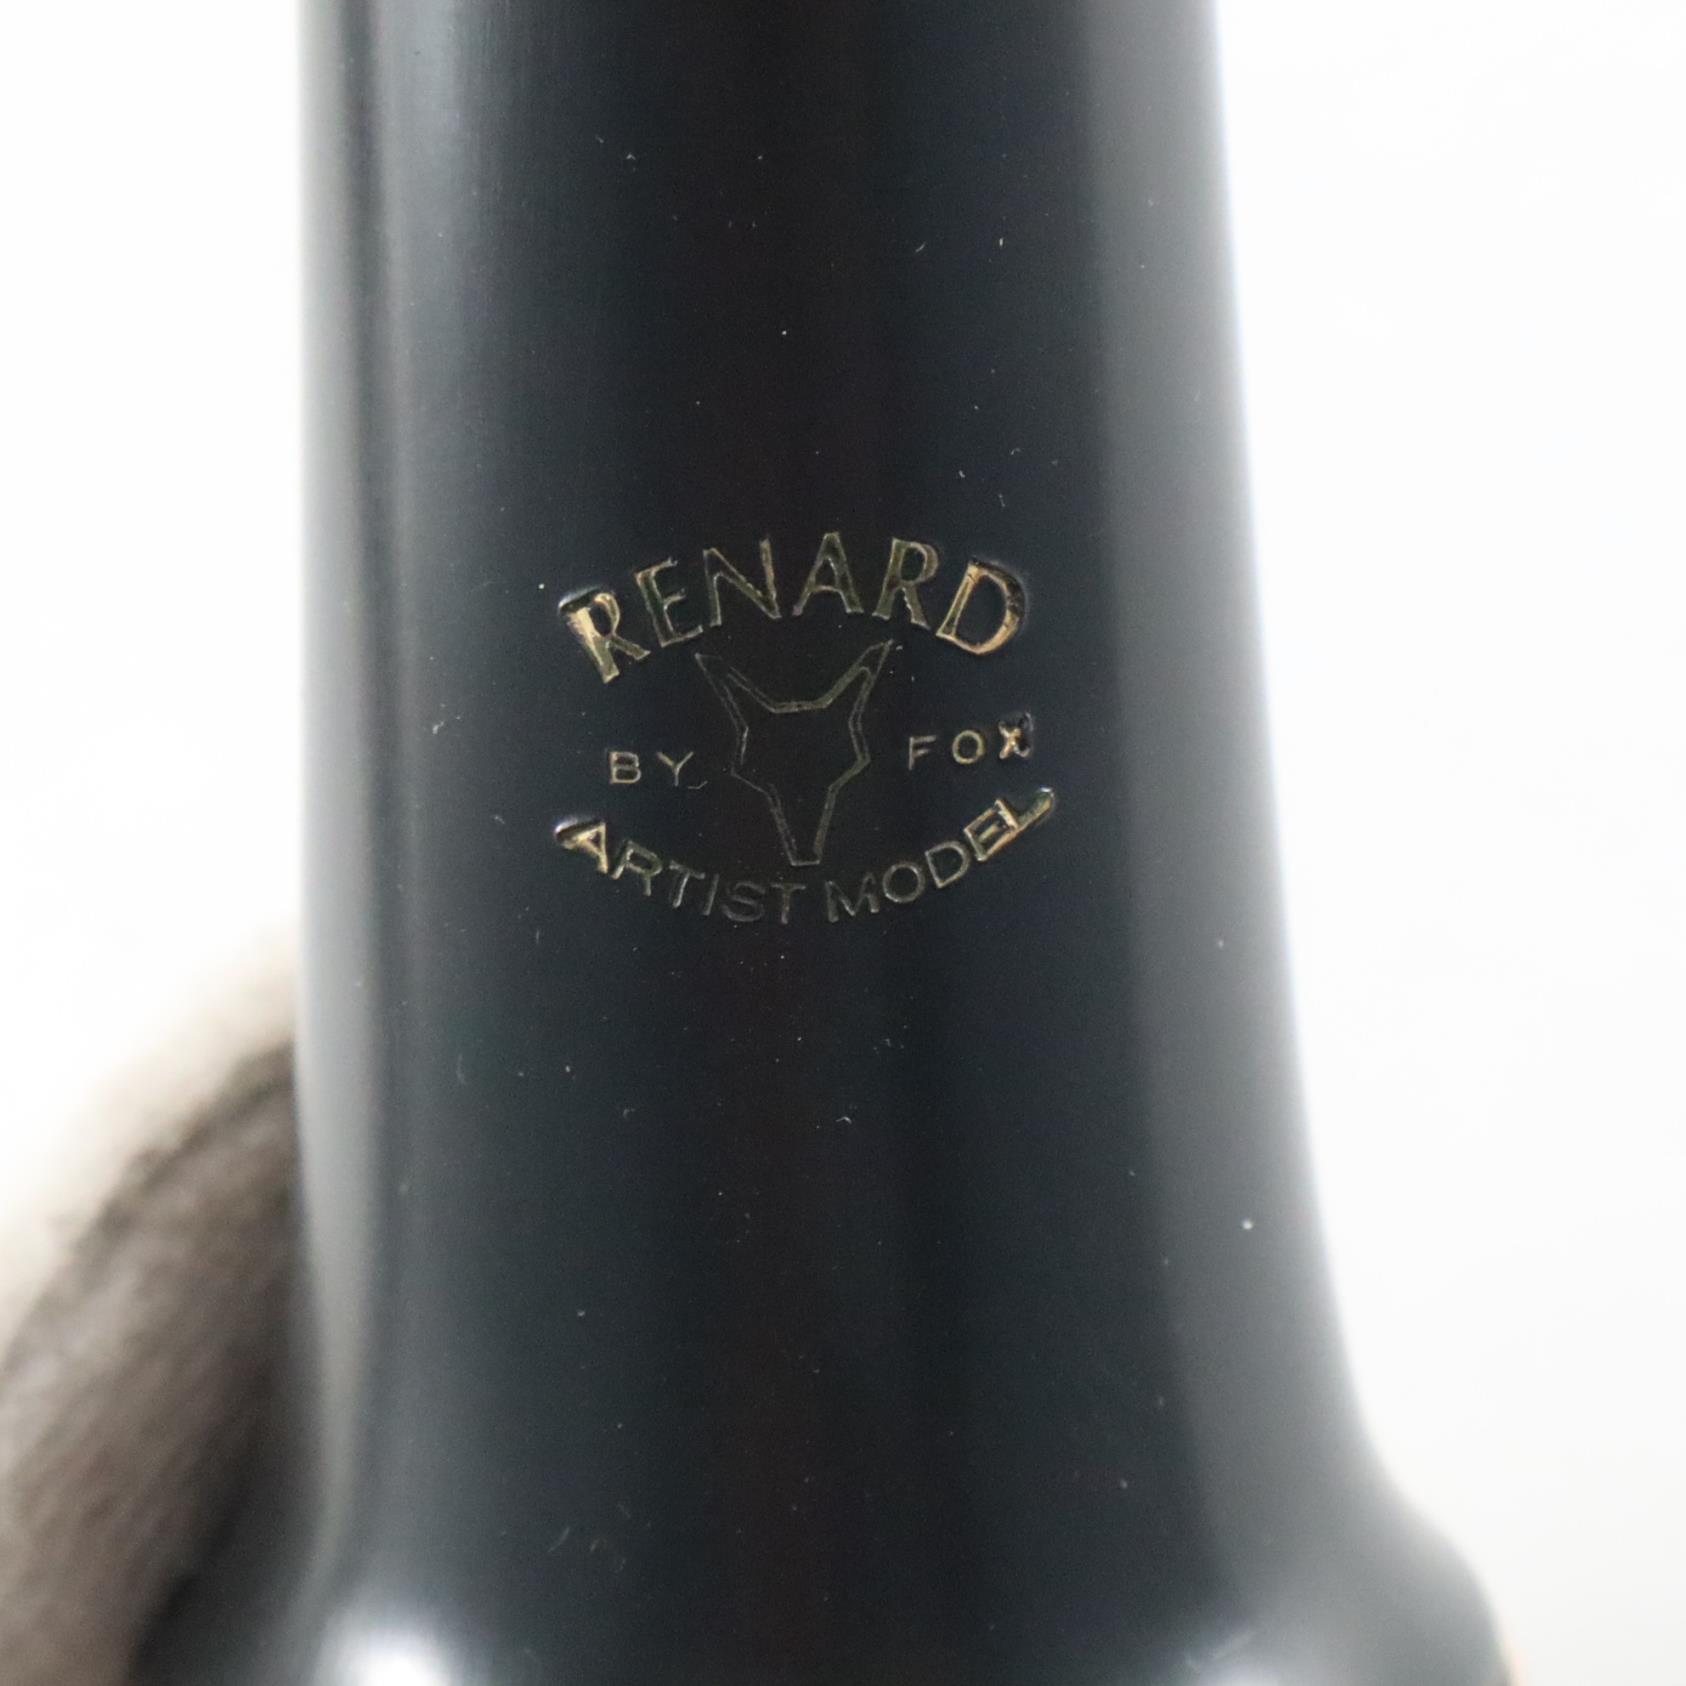 RENARD
BY FOX
ARTIST MODEL